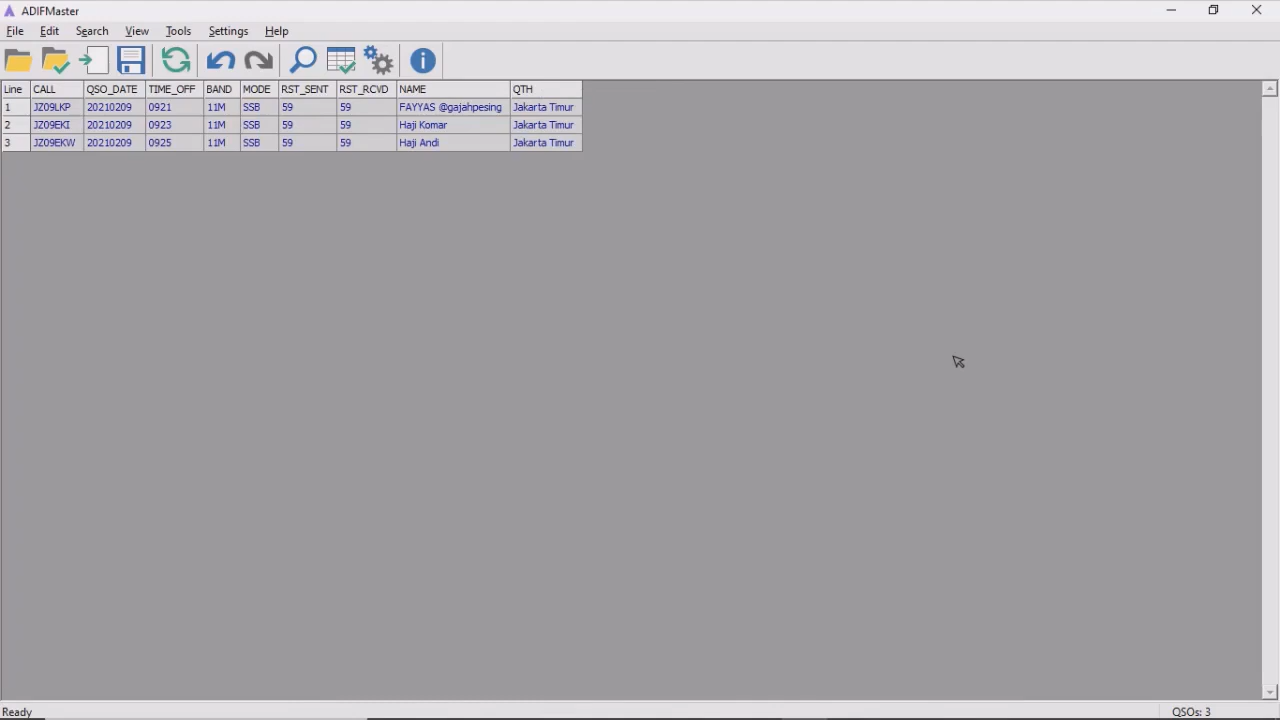 ADIFMaster
File Edit Search View Tools Settings Help
Line CALL QSO_DATE TIME_OFF BAND MODE RST_SENT RST_RCVD NAME QTH
1 JZ09LKP 20210209 0921 11M SSB 59 59 FAYYAS @gajahpesing Jakarta Timur
2 JZ09EKI 20210209 0923 11M SSB 59 59 Haji Komar Jakarta Timur
3 JZ09EKW 20210209 0925 11M SSB 59 59 Haji Andi Jakarta Timur
Ready QSOs: 3